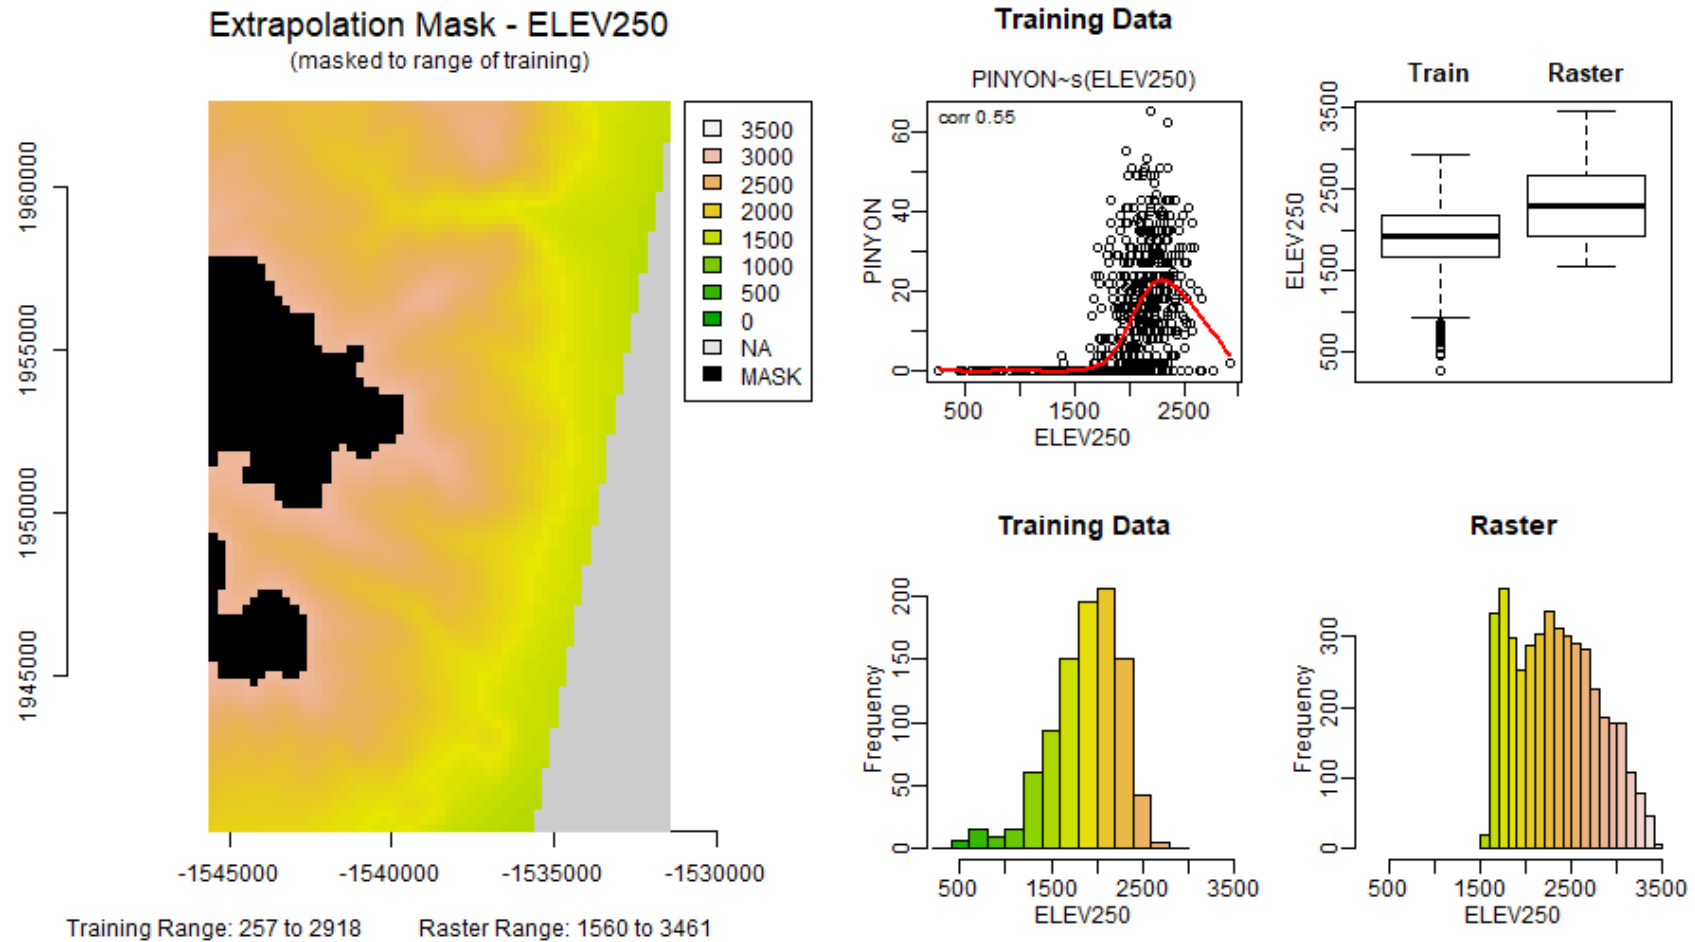 Extrapolation Mask - ELEV250
(masked to range of training)
1960000
1955000
1950000
1945000
-1545000
-1540000
-1535000
-1530000
3500
3000
2500
2000
1500
1000
500
0
NA
MASK
Training Range: 257 to 2918
Raster Range: 1560 to 3461
Training Data
PINYON~s(ELEV250)
corr 0.55
PINYON
60
40
20
0
500
1500
2500
ELEV250
Train
Raster
ELEV250
3500
2500
1500
500
Training Data
Frequency
200
150
100
50
0
500
1500
2500
3500
ELEV250
Raster
Frequency
300
200
100
0
500
1500
2500
3500
ELEV250